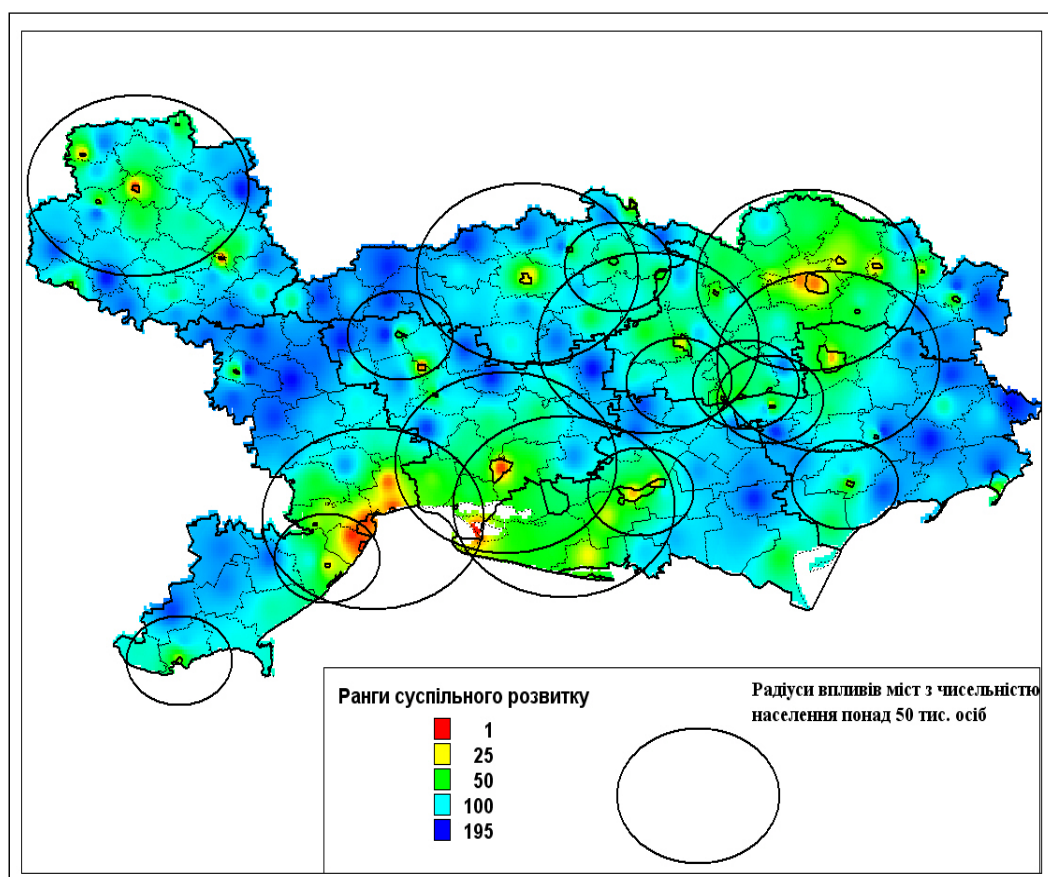 Ранги суспільного розвитку
1
25
50
100
195
Радіуси впливів міст з чисельністю
населення понад 50 тис. осіб